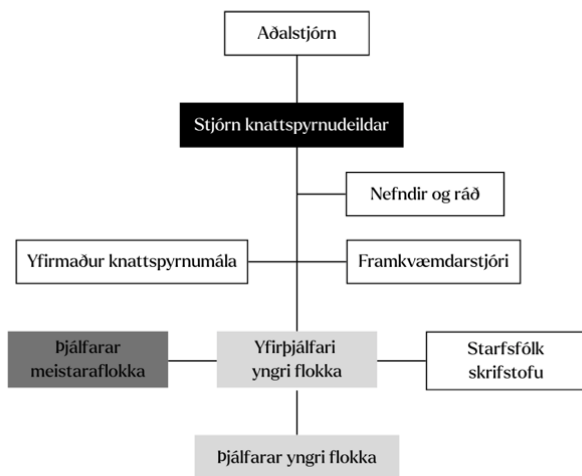 Aðalstjórn
Stjórn knattspyrnudeildar
Nefndir og ráð
Yfirmaður knattspyrnumála
Framkvæmdarstjóri
Þjálfarar
meistaraflokka
Yfirþjálfari
yngri flokka
Starfsfólk
skrifstofu
Þjálfarar yngri flokka